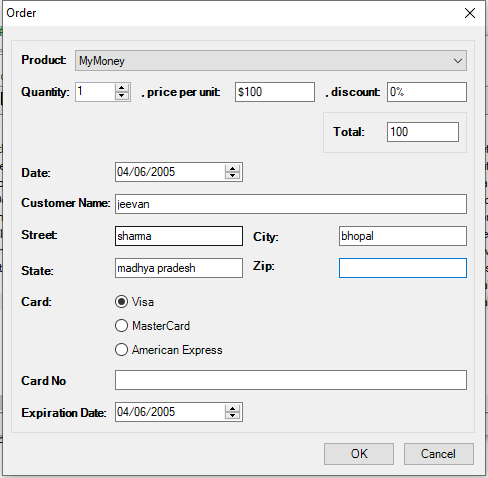 Order
Product: MyMoney
Quantity: 1 , price per unit: $100 , discount: 0%
Total: 100
Date: 04/06/2005
Customer Name: jeevan
Street: sharma City: bhopal
State: madhya pradesh Zip:
Card: Visa
MasterCard
American Express
Card No
Expiration Date: 04/06/2005
OK Cancel